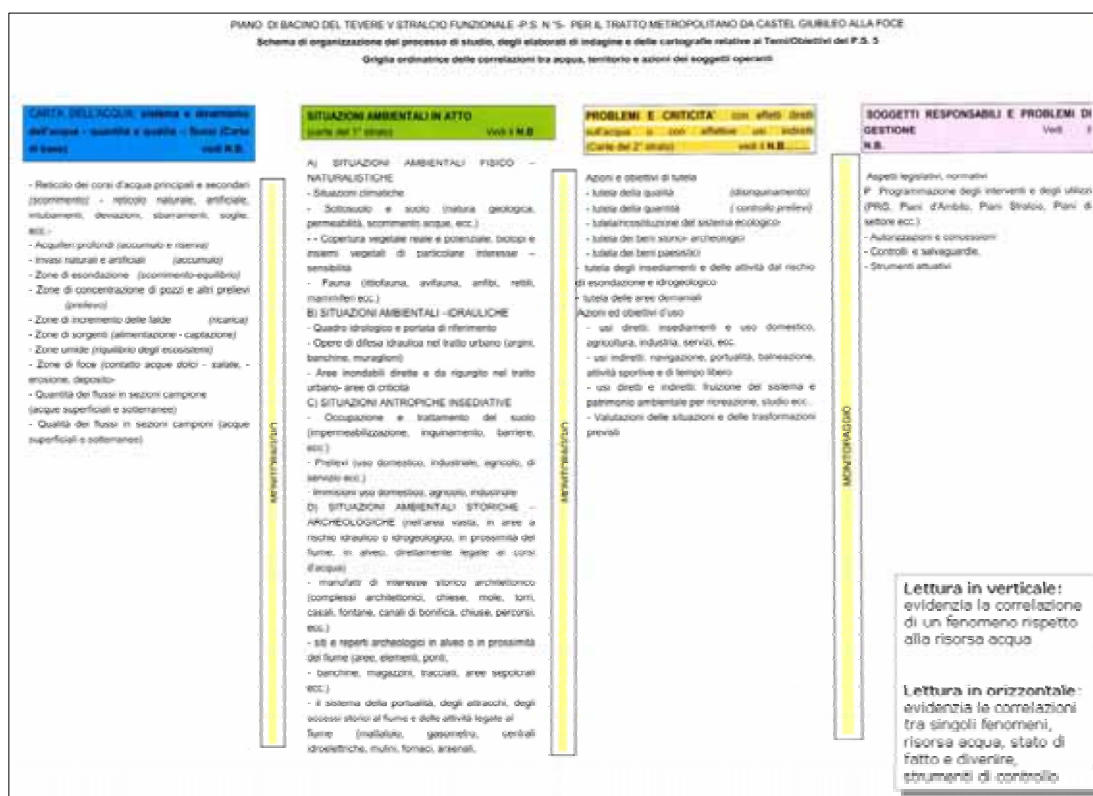 PIANO DI BACINO DEL TEVERE V STRALCIO FUNZIONALE -P.S. N °5- PER IL TRATTO METROPOLITANO DA CASTEL GIUBILEO ALLA FOCE
Schema di organizzazione del processo di studio, degli elaborati di indagine e delle cartografie relative ai Temi/Obiettivi del P.S. 5
Griglia ordinatrice delle correlazioni tra acqua, territorio e azioni dei soggetti operanti
CARTA DELL'ACQUA: sistema e
dell'acqua - quantità e qualità - flussi (Carte
di base) vedi N.B.
- Reticolo dei corsi d'acqua principali e secondari
(scorrimento) - reticolo naturale, artificiale,
intubamenti, deviazioni, sbarramenti, soglie,
ecc.-
- Acquiferi profondi (accumulo e riserva)
- Invasi naturali e artificiali (accumulo)
- Zone di esondazione (scorrimento-equilibrio)
- Zone di concentrazione di pozzi e altri prelievi
(prelievo)
- Zone di incremento delle falde (ricarica)
- Zone di sorgenti (alimentazione - captazione)
- Zone umide (riequilibrio degli ecosistemi)
- Zone di foce (contatto acque dolci - salate, -
erosione, deposito-
- Quantità dei flussi in sezioni campione
(acque superficiali e sotterranee)
- Qualità dei flussi in sezioni campioni (acque
superficiali e sotterranee)
MONITORAGGIO
SITUAZIONI AMBIENTALI IN ATTO
(carte del 1° strato) Vedi il N.B
A) SITUAZIONI AMBIENTALI FISICO –
NATURALISTICHE
- Situazioni climatiche
- Sottosuolo e suolo (natura geologica,
permeabilità, scorrimento acque, ecc.)
- - Copertura vegetale reale e potenziale, biotopi e
insiemi vegetali di particolare interesse –
sensibilità
- Fauna (ittiofauna, avifauna, anfibi, rettili,
mammiferi ecc.)
B) SITUAZIONI AMBIENTALI -IDRAULICHE
- Quadro idrologico e portata di riferimento
- Opere di difesa idraulica nel tratto urbano (argini,
banchine, muraglioni)
- Aree inondabili dirette e da rigurgito nel tratto
urbano- aree di criticità
C) SITUAZIONI ANTROPICHE INSEDIATIVE
- Occupazione e trattamento del suolo
(impermeabilizzazione, inquinamento, barriere,
ecc.)
- Prelievi (uso domestico, industriale, agricolo, di
servizio ecc.)
- Immissioni uso domestico, agricolo, industriale
D) SITUAZIONI AMBIENTALI STORICHE –
ARCHEOLOGICHE (nell'area vasta, in aree a
rischio idraulico o idrogeologico, in prossimità del
fiume, in alveo, direttamente legate ai corsi
d'acqua)
- manufatti di interesse storico architettonico
(complessi architettonici, chiese, mole, torri,
casali, fontane, canali di bonifica, chiuse, percorsi,
ecc.)
- siti e reperti archeologici in alveo o in prossimità
del fiume (aree, elementi, ponti,
- banchine, magazzini, tracciati, aree sepolcrali
ecc.)
- il sistema della portualità, degli attracchi, degli
accessi storici al fiume e delle attività legate al
fiume (mattatoio, gasometro, centrali
idroelettriche, mulini, fornaci, arsenali,
MONITORAGGIO
PROBLEMI E CRITICITA' con effetti diretti
sull'acqua o con effettive usi indiretti
(Carte del 2° strato) vedi il N.B........
Azioni e obiettivi di tutela
- tutela della qualità (disinquinamento)
- tutela della quantità ( controllo prelievi)
- tutela/ricostituzione del sistema ecologico-
- tutela dei beni storico- archeologici
- tutela dei beni paesistici
- tutela degli insediamenti e delle attività dal rischio
di esondazione e idrogeologico
- tutela delle aree demaniali
Azioni ed obiettivi d'uso
- usi diretti: insediamenti e uso domestico,
agricoltura, industria, servizi, ecc.
- usi indiretti: navigazione, portualità, balneazione,
attività sportive e di tempo libero
- usi diretti e indiretti: fruizione del sistema e
patrimonio ambientale per ricreazione, studio ecc..
- Valutazioni delle situazioni e delle trasformazioni
previsti
MONITORAGGIO
SOGGETTI RESPONSABILI E PROBLEMI DI
GESTIONE Vedi il
N.B.
Aspetti legislativi, normativi
P Programmazione degli interventi e degli utilizzi
(PRG, Piani d'Ambito, Piani Stralcio, Piani di
settore ecc.)
- Autorizzazioni e concessioni
- Controlli e salvaguardie,
- Strumenti attuativi
Lettura in verticale:
evidenzia la correlazione
di un fenomeno rispetto
alla risorsa acqua
Lettura in orizzontale:
evidenzia le correlazioni
tra singoli fenomeni,
risorsa acqua, stato di
fatto e divenire,
strumenti di controllo